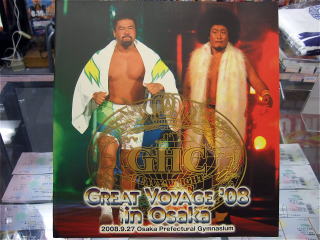 GHC
GREAT VOYAGE '08
in OSAKA
2008.9.27 Osaka Prefectural Gymnasium